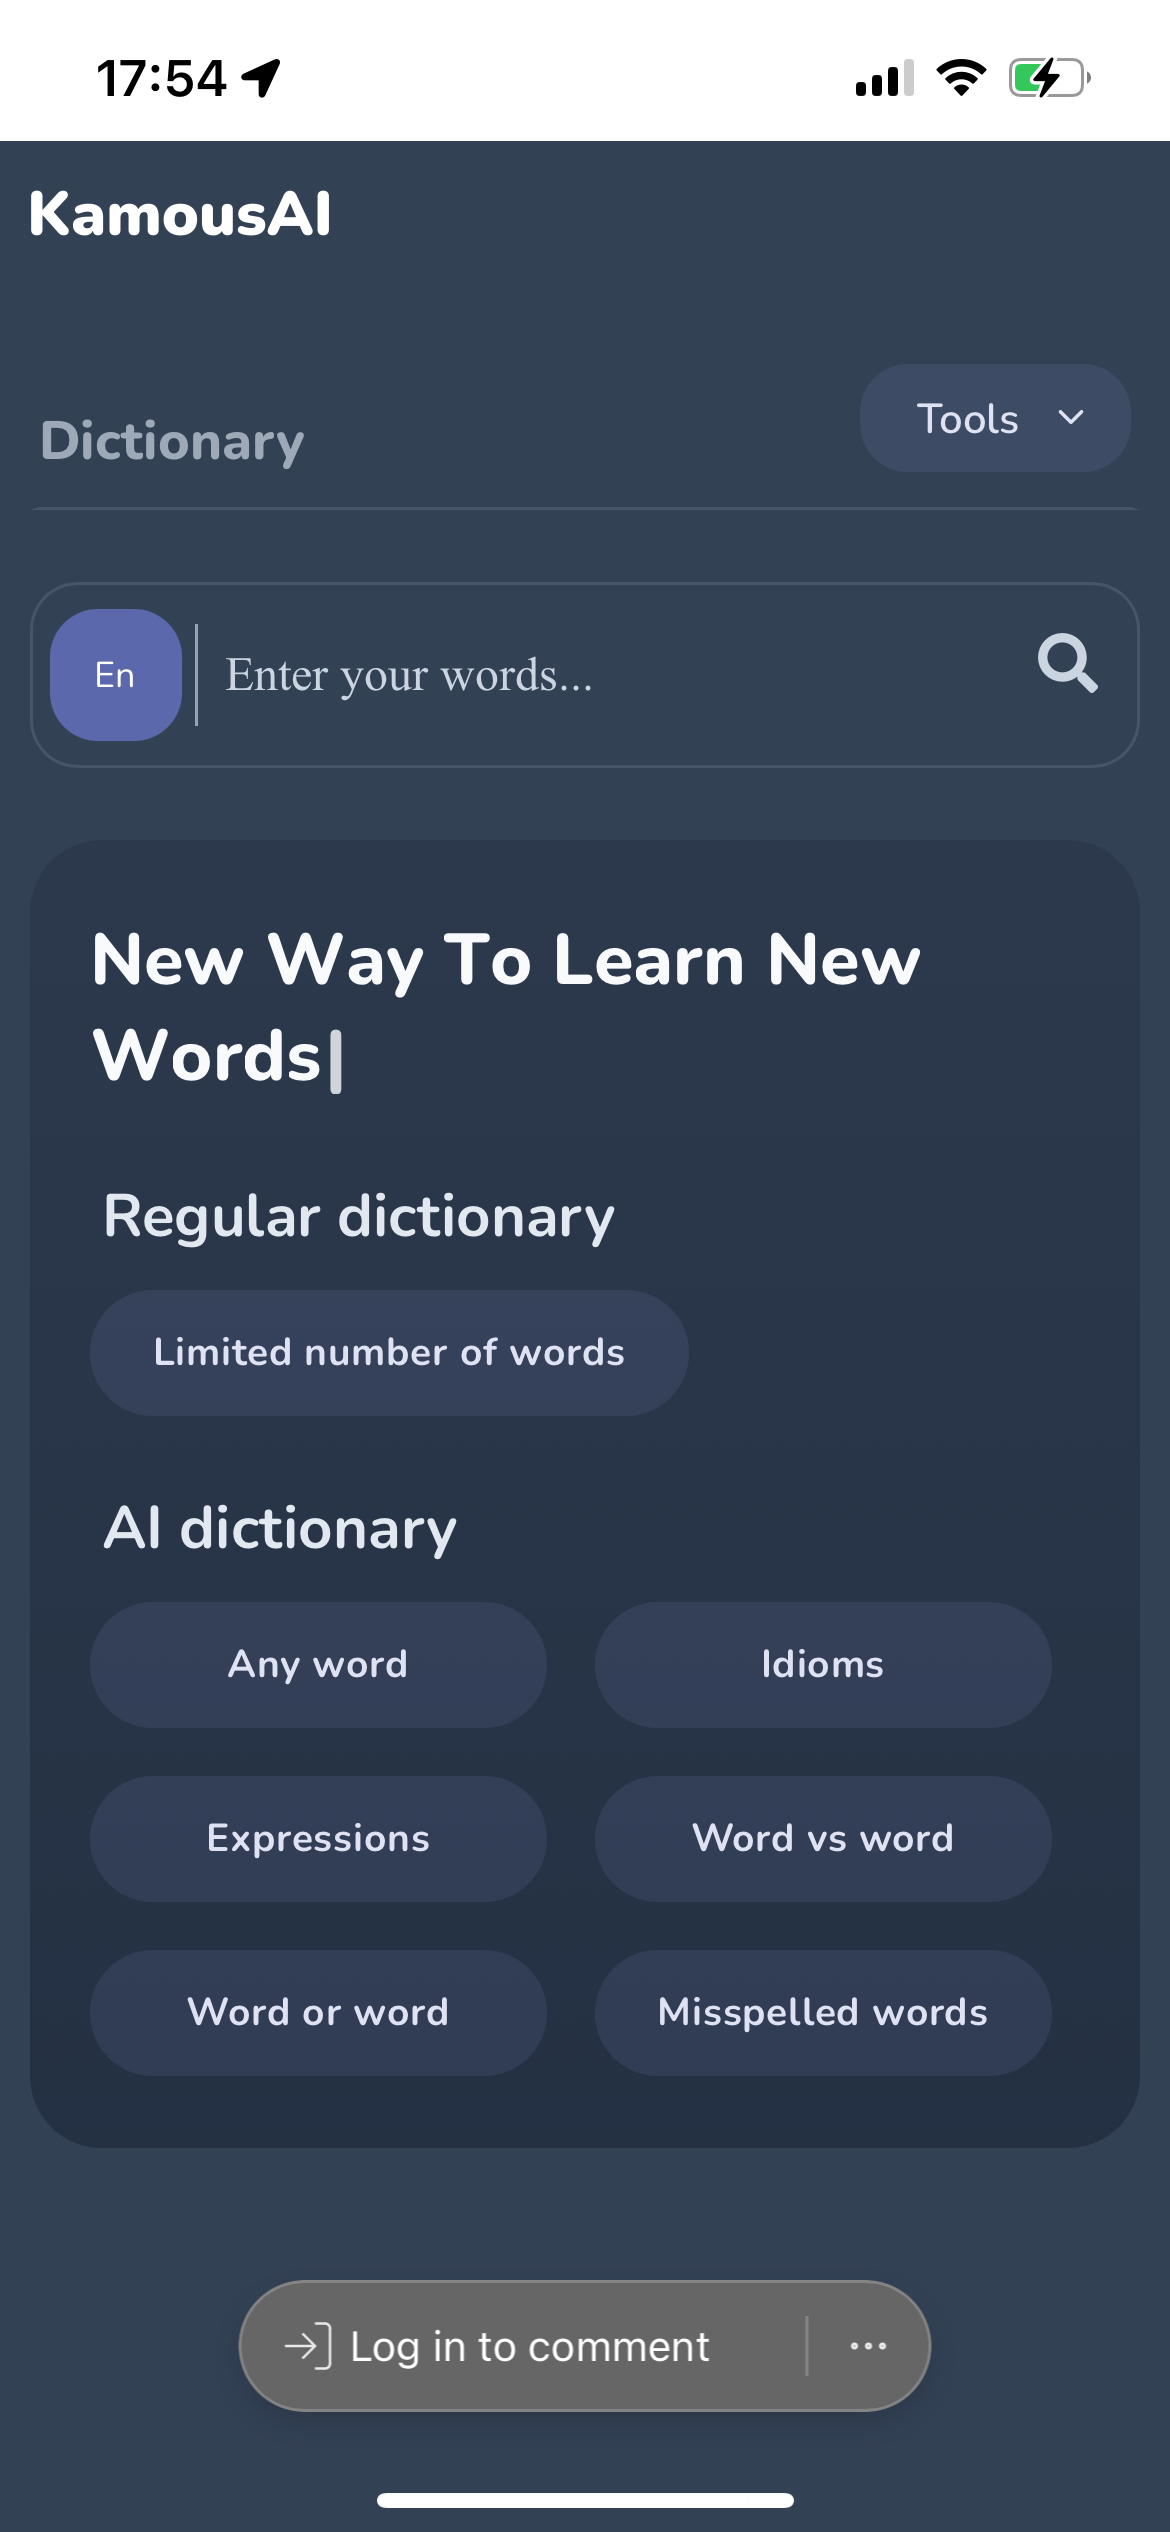 17:54
KamousAI
Dictionary
Tools
En
Enter your words...
New Way To Learn New
Words|
Regular dictionary
Limited number of words
AI dictionary
Any word
Idioms
Expressions
Word vs word
Word or word
Misspelled words
Log in to comment